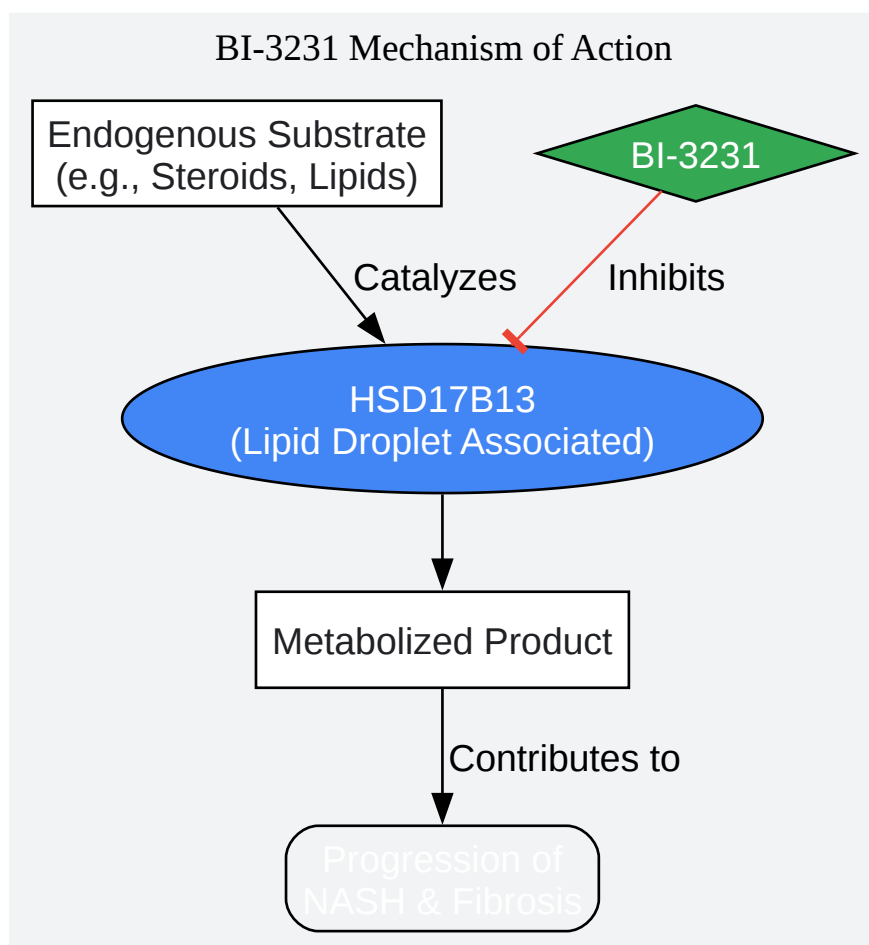 BI-3231 Mechanism of Action
Endogenous Substrate
(e.g., Steroids, Lipids)
BI-3231
Catalyzes
Inhibits
HSD17B13
(Lipid Droplet Associated)
Metabolized Product
Contributes to
Progression of
NASH & Fibrosis